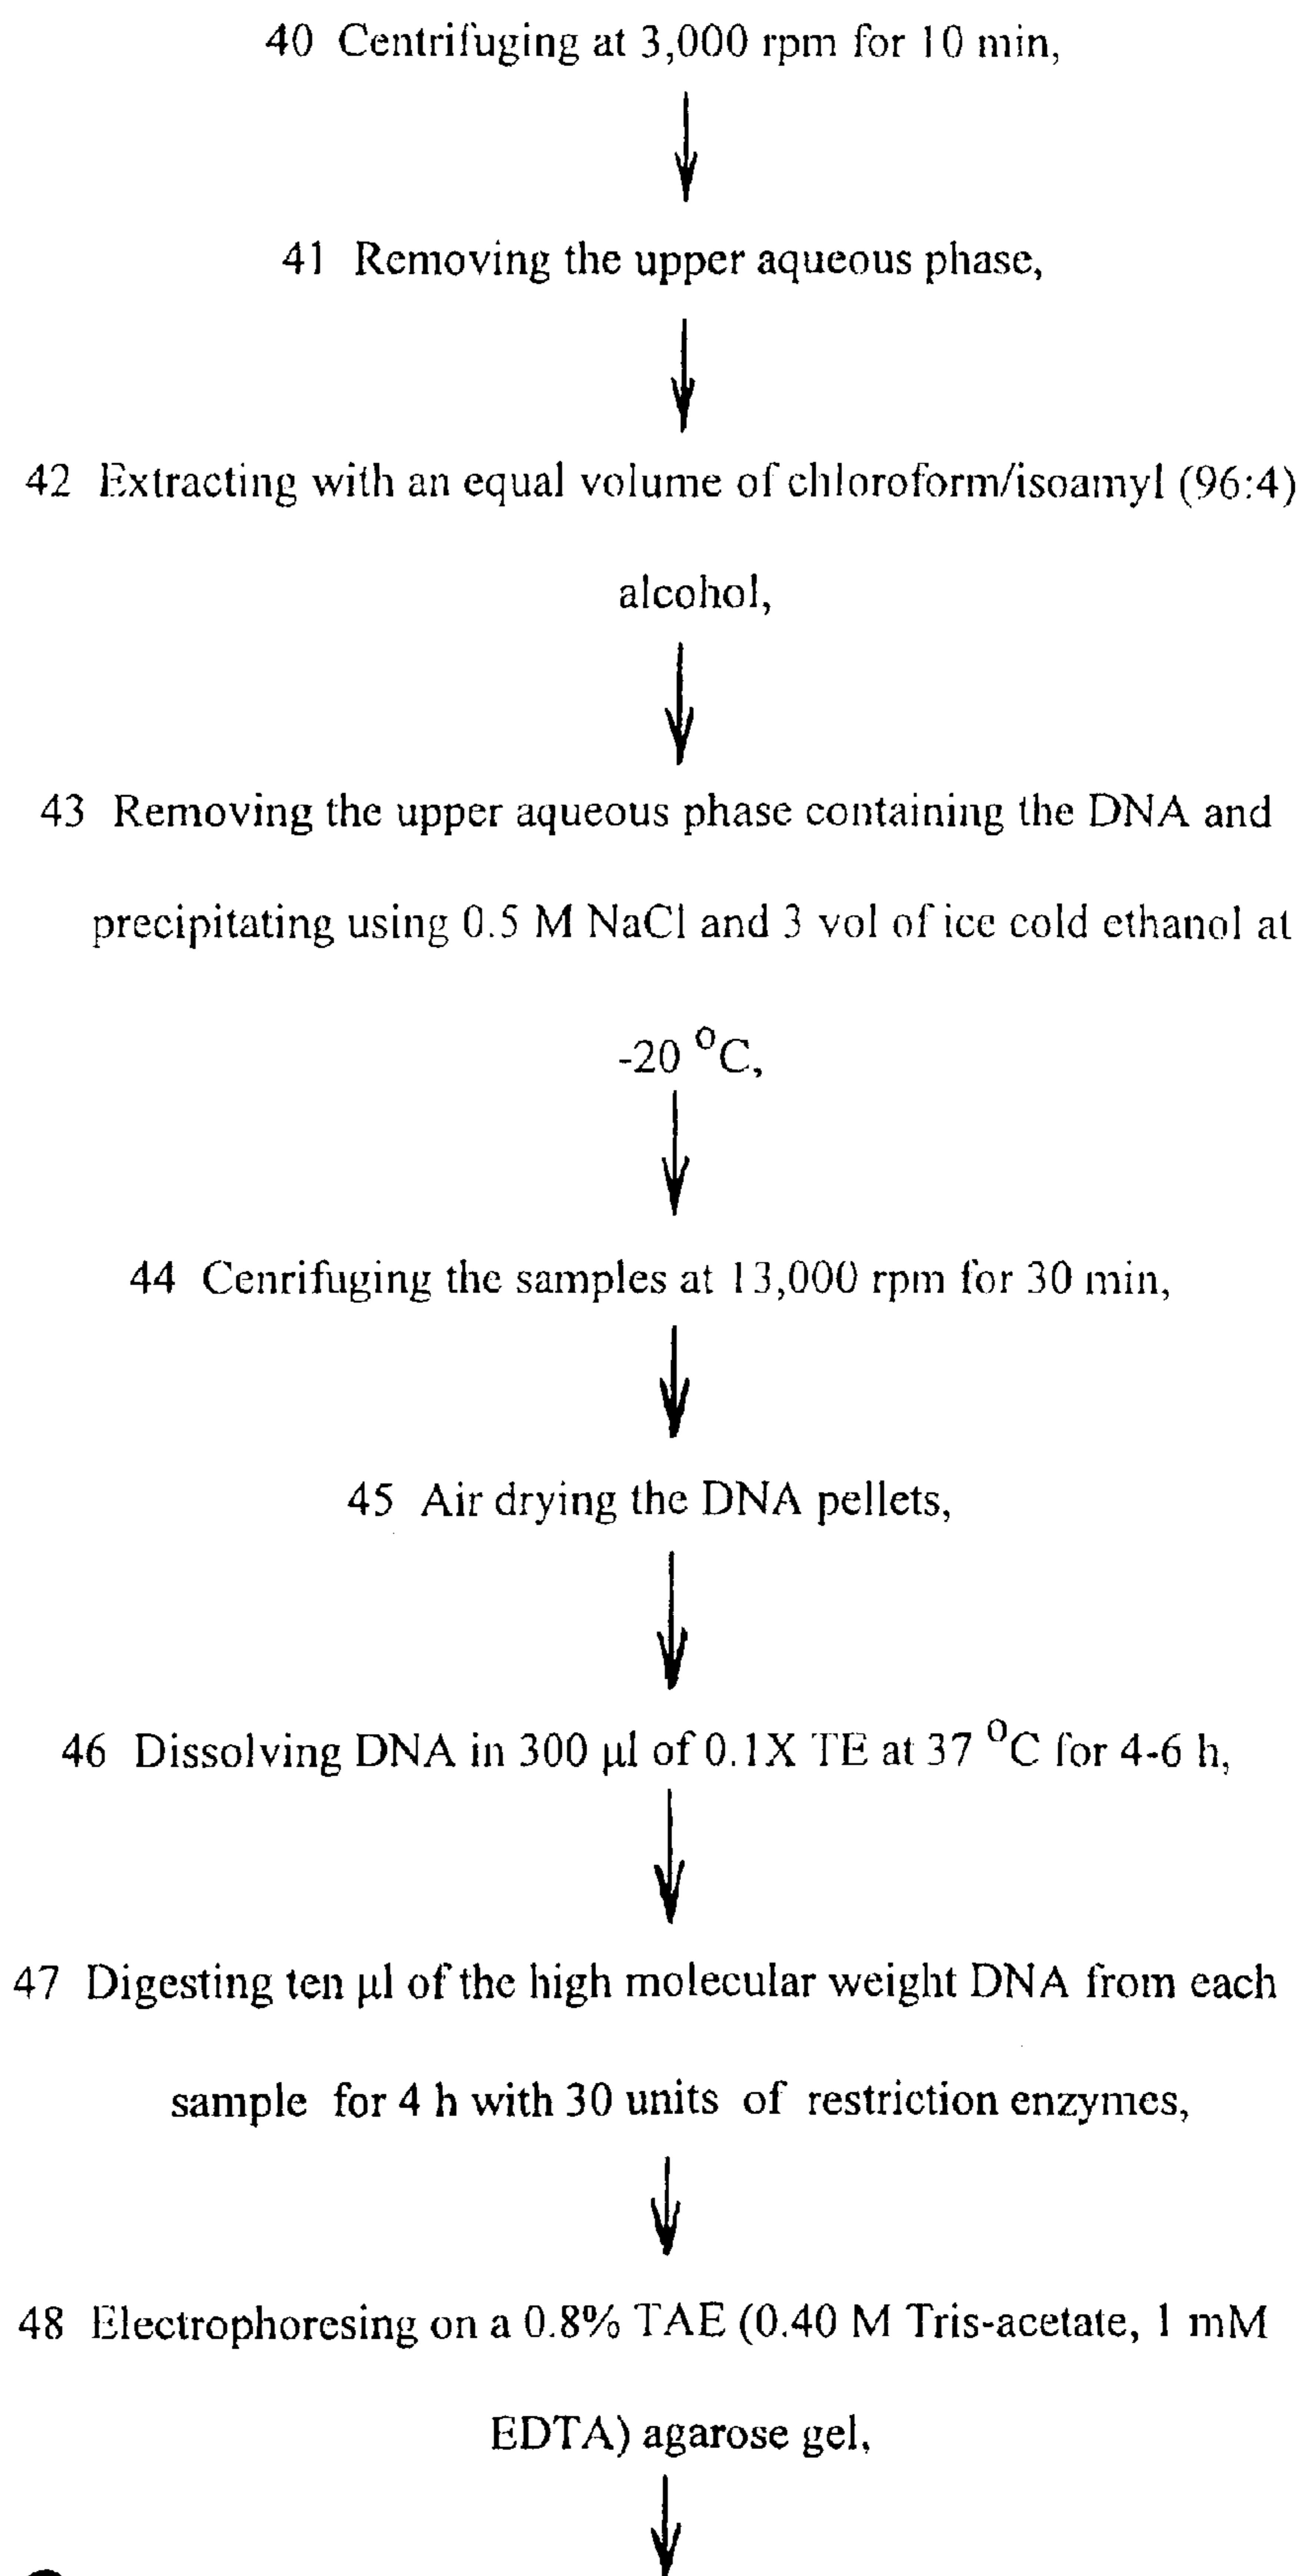 40 Centrifuging at 3,000 rpm for 10 min,
41 Removing the upper aqueous phase,
42 Extracting with an equal volume of chloroform/isoamyl (96:4)
alcohol,
43 Removing the upper aqueous phase containing the DNA and
precipitating using 0.5 M NaCl and 3 vol of ice cold ethanol at
-20 °C,
44 Cenrifuging the samples at 13,000 rpm for 30 min,
45 Air drying the DNA pellets,
46 Dissolving DNA in 300 µl of 0.1X TE at 37 °C for 4-6 h,
47 Digesting ten µl of the high molecular weight DNA from each
sample for 4 h with 30 units of restriction enzymes,
48 Electrophoresing on a 0.8% TAE (0.40 M Tris-acetate, 1 mM
EDTA) agarose gel,